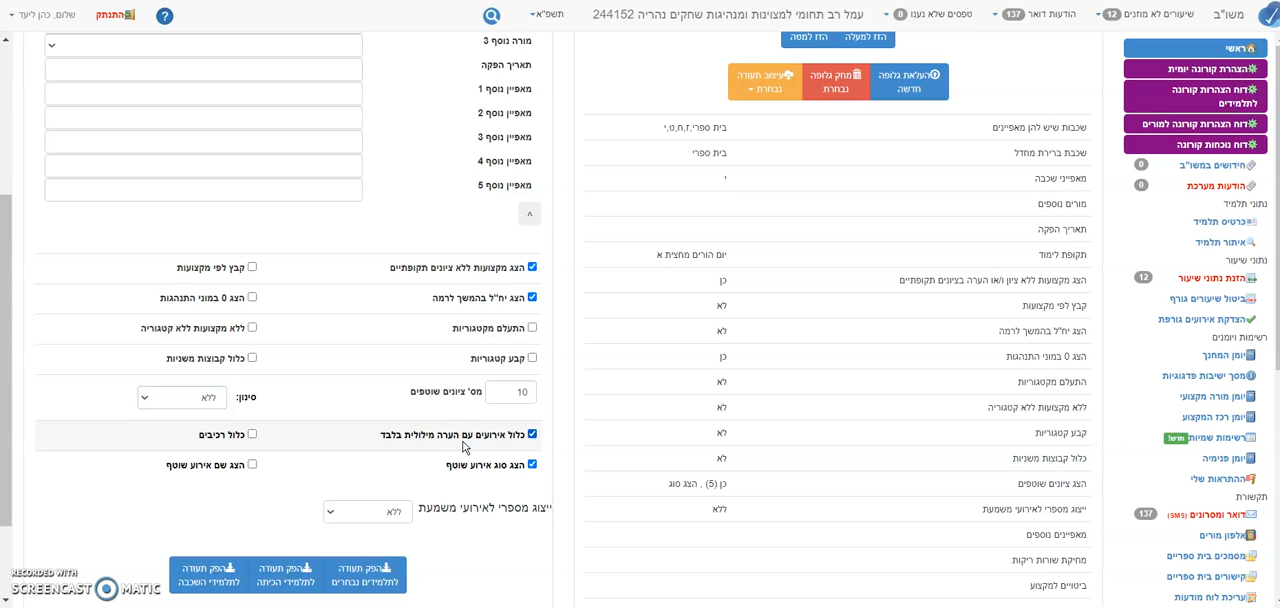 משו"ב
שיעורים לא מוזנים 12
הודעות דואר 137
טפסים שלא נענו 0
עמל רב תחומי למצוינות ומנהיגות שחקים נהריה 244152
תשפ"א
?
התנתק
שלום, כהן ליעד
ראשי
הצהרת קורונה יומית
דוח הצהרות קורונה לתלמידים
דוח הצהרות קורונה למורים
דוח נוכחות קורונה
חידושים במשו"ב 0
הודעות מערכת 0
נתוני תלמיד
כרטיס תלמיד
איתור תלמיד
נתוני שיעור
הזנת נתוני שיעור 12
ביטול שיעורים גורף
הצדקת אירועים גורפת
רשימות ויומנים
יומן המחנך
מסך ישיבות פדגוגיות
יומן מורה מקצועי
יומן רכז המקצוע
רשימות שמיות חדש!
יומן פנימיה
ההתראות שלי
תקשורת
דואר ומסרונים (SMS) 137
אלפון מורים
מסמכים בית ספריים
קישורים בית ספריים
עריכת לוח מודעות
הזז למעלה
הזז למטה
העלאת גלופה חדשה
מחק גלופה נבחרת
עיצוב תעודה נבחרת
שכבות שיש להן מאפיינים בית ספרי,ז,ח,ט,י
שכבת ברירת מחדל בית ספרי
מאפייני שכבה י
מורים נוספים
תאריך הפקה
תקופת לימוד יום הורים מחצית א
הצג מקצועות ללא ציון ו/או הערה בציונים תקופתיים כן
קבץ לפי מקצועות לא
הצג יח"ל בהמשך לרמה לא
הצג 0 במוני התנהגות כן
התעלם מקטגוריות לא
ללא מקצועות ללא קטגוריה לא
קבע קטגוריות לא
כלול קבוצות משניות לא
הצג ציונים שוטפים כן (5) , הצג סוג
ייצוג מספרי לאירועי משמעת ללא
מאפיינים נוספים
מחיקת שורות ריקות
ביטויים למקצוע
מורה נוסף 3
תאריך הפקה
מאפיין נוסף 1
מאפיין נוסף 2
מאפיין נוסף 3
מאפיין נוסף 4
מאפיין נוסף 5
^
הצג מקצועות ללא ציונים תקופתיים
קבץ לפי מקצועות
הצג יח"ל בהמשך לרמה
הצג 0 במוני התנהגות
התעלם מקטגוריות
ללא מקצועות ללא קטגוריה
קבע קטגוריות
כלול קבוצות משניות
10 מס' ציונים שוטפים
סינון: ללא
כלול אירועים עם הערה מילולית בלבד
כלול רכיבים
הצג סוג אירוע שוטף
הצג שם אירוע שוטף
ייצוג מספרי לאירועי משמעת ללא
הפק תעודה לתלמידים נבחרים
הפק תעודה לתלמידי הכיתה
הפק תעודה לתלמידי השכבה
RECORDED WITH
SCREENCAST MATIC